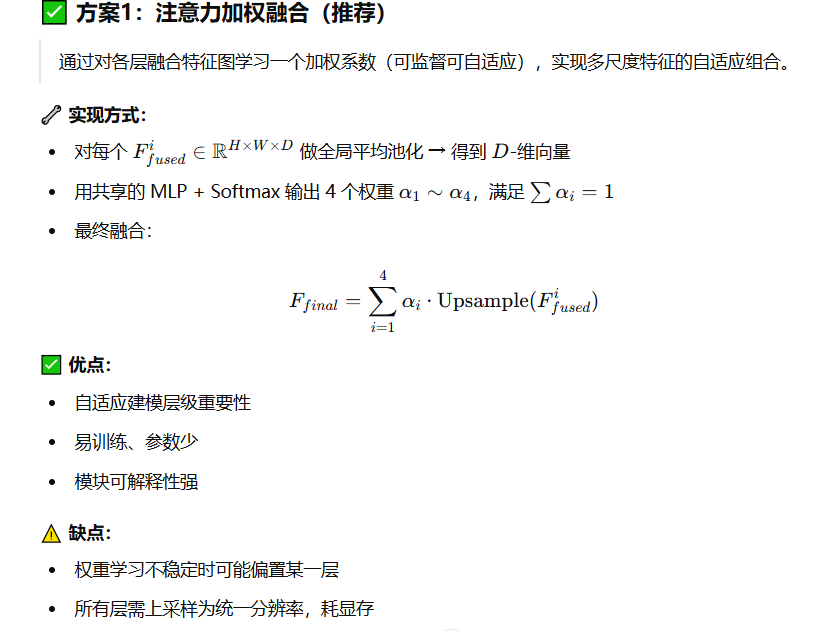 ✅ 方案1：注意力加权融合（推荐）
通过对各层融合特征图学习一个加权系数（可监督可自适应），实现多尺度特征的自适应组合。
🔧 实现方式：
• 对每个 $F_{fused}^{i} \in \mathbb{R}^{H \times W \times D}$ 做全局平均池化 → 得到 $D$-维向量
• 用共享的 MLP + Softmax 输出 4 个权重 $\alpha_1 \sim \alpha_4$，满足 $\sum \alpha_i = 1$
• 最终融合：
$F_{final} = \sum_{i=1}^{4} \alpha_i \cdot \text{Upsample}(F_{fused}^{i})$
✅ 优点：
• 自适应建模层级重要性
• 易训练、参数少
• 模块可解释性强
⚠️ 缺点：
• 权重学习不稳定时可能偏置某一层
• 所有层需上采样为统一分辨率，耗显存